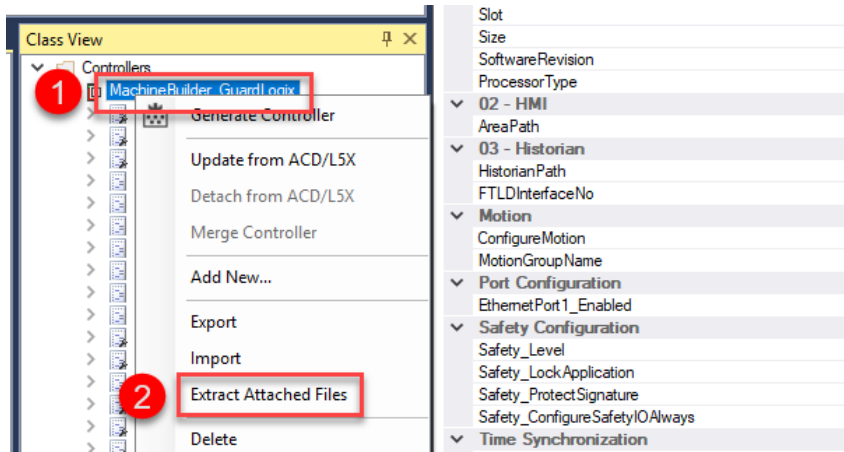 Class View
Controllers
1
MachineBuilder_GuardLogix
Generate Controller
Update from ACD/L5X
Detach from ACD/L5X
Merge Controller
Add New...
Export
Import
2
Extract Attached Files
Delete
Slot
Size
SoftwareRevision
ProcessorType
02 - HMI
AreaPath
03 - Historian
HistorianPath
FTLDInterfaceNo
Motion
ConfigureMotion
MotionGroupName
Port Configuration
EthernetPort1_Enabled
Safety Configuration
Safety_Level
Safety_LockApplication
Safety_ProtectSignature
Safety_ConfigureSafetyIOAlways
Time Synchronization